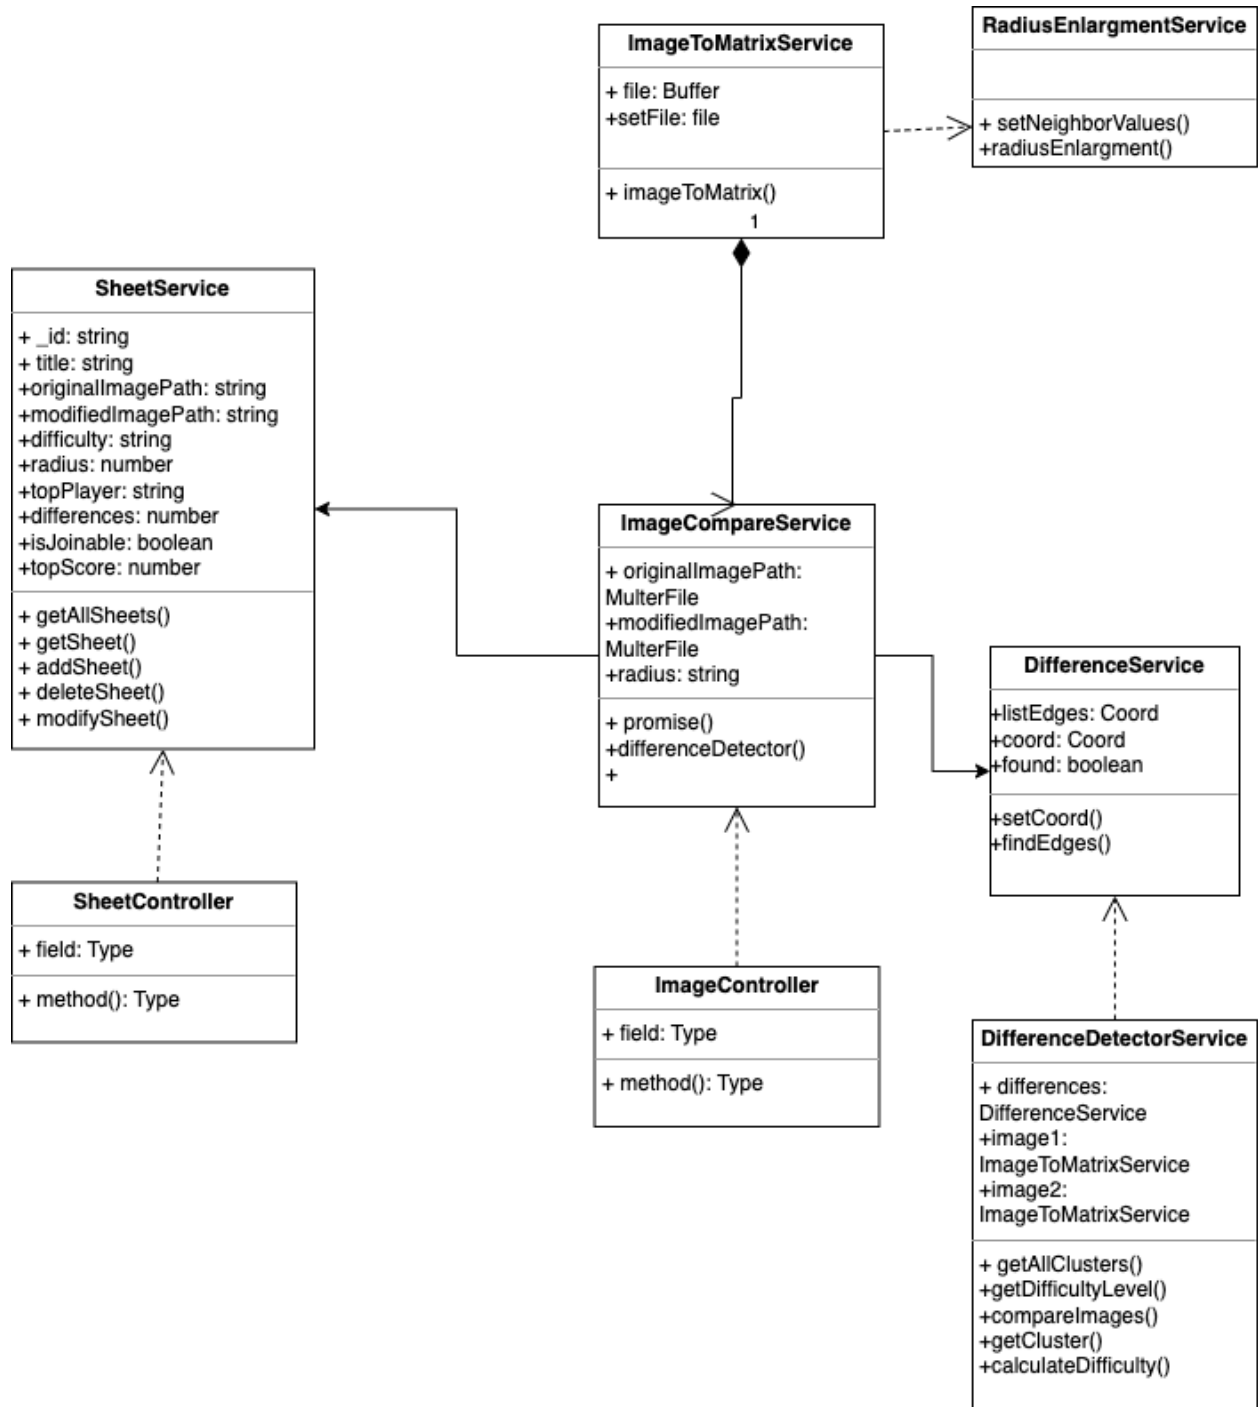 ImageToMatrixService
+ file: Buffer
+setFile: file
+ imageToMatrix()
1
RadiusEnlargmentService
+ setNeighborValues()
+radiusEnlargment()
SheetService
+ _id: string
+ title: string
+originalImagePath: string
+modifiedImagePath: string
+difficulty: string
+radius: number
+topPlayer: string
+differences: number
+isJoinable: boolean
+topScore: number
+ getAllSheets()
+ getSheet()
+ addSheet()
+ deleteSheet()
+ modifySheet()
ImageCompareService
+ originalImagePath:
MulterFile
+modifiedImagePath:
MulterFile
+radius: string
+ promise()
+differenceDetector()
+
DifferenceService
+listEdges: Coord
+coord: Coord
+found: boolean
+setCoord()
+findEdges()
SheetController
+ field: Type
+ method(): Type
ImageController
+ field: Type
+ method(): Type
DifferenceDetectorService
+ differences:
DifferenceService
+image1:
ImageToMatrixService
+image2:
ImageToMatrixService
+ getAllClusters()
+getDifficultyLevel()
+compareImages()
+getCluster()
+calculateDifficulty()